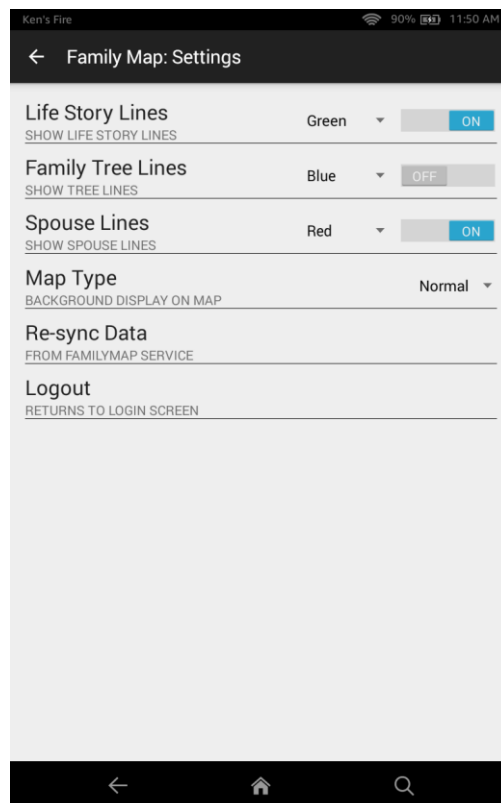 Ken's Fire 90% 11:50 AM
Family Map: Settings
Life Story Lines Green ON
SHOW LIFE STORY LINES
Family Tree Lines Blue OFF
SHOW TREE LINES
Spouse Lines Red ON
SHOW SPOUSE LINES
Map Type Normal
BACKGROUND DISPLAY ON MAP
Re-sync Data
FROM FAMILYMAP SERVICE
Logout
RETURNS TO LOGIN SCREEN